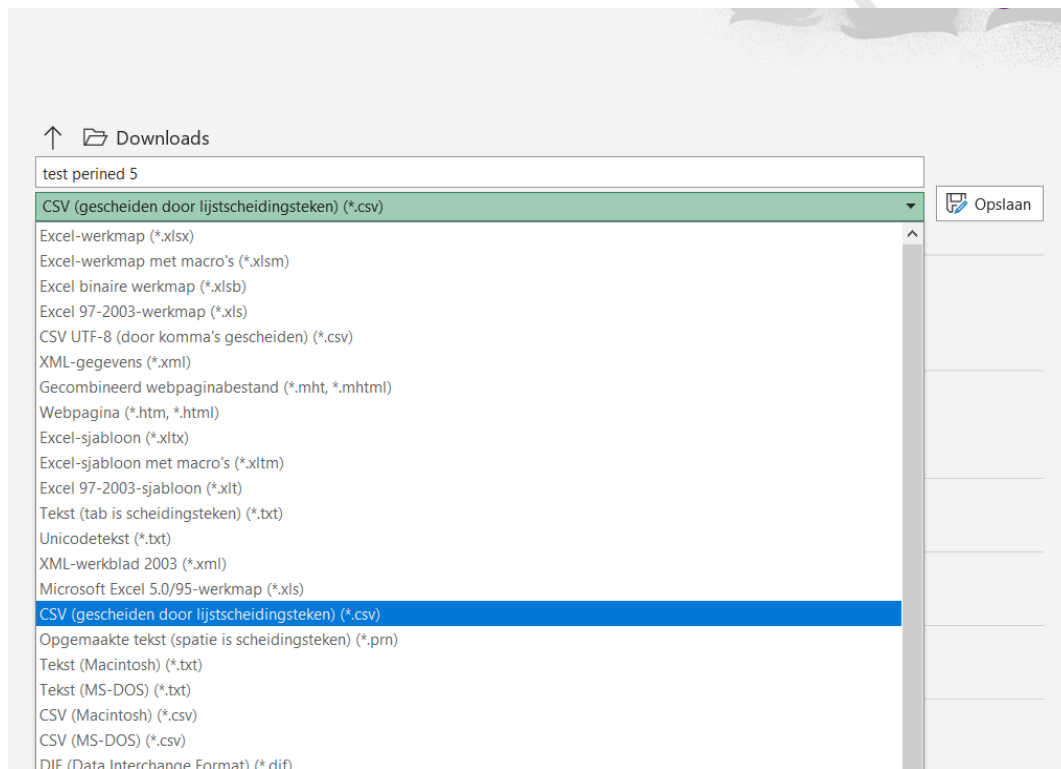 Downloads
test perined 5
CSV (gescheiden door lijstscheidingsteken) (*.csv)
Opslaan
Excel-werkmap (*.xlsx)
Excel-werkmap met macro's (*.xlsm)
Excel binaire werkmap (*.xlsb)
Excel 97-2003-werkmap (*.xls)
CSV UTF-8 (door komma's gescheiden) (*.csv)
XML-gegevens (*.xml)
Gecombineerd webpaginabestand (*.mht, *.mhtml)
Webpagina (*.htm, *.html)
Excel-sjabloon (*.xltx)
Excel-sjabloon met macro's (*.xltm)
Excel 97-2003-sjabloon (*.xlt)
Tekst (tab is scheidingsteken) (*.txt)
Unicodetekst (*.txt)
XML-werkblad 2003 (*.xml)
Microsoft Excel 5.0/95-werkmap (*.xls)
CSV (gescheiden door lijstscheidingsteken) (*.csv)
Opgemaakte tekst (spatie is scheidingsteken) (*.prn)
Tekst (Macintosh) (*.txt)
Tekst (MS-DOS) (*.txt)
CSV (Macintosh) (*.csv)
CSV (MS-DOS) (*.csv)
DIF (Data Interchange Format) (*.dif)